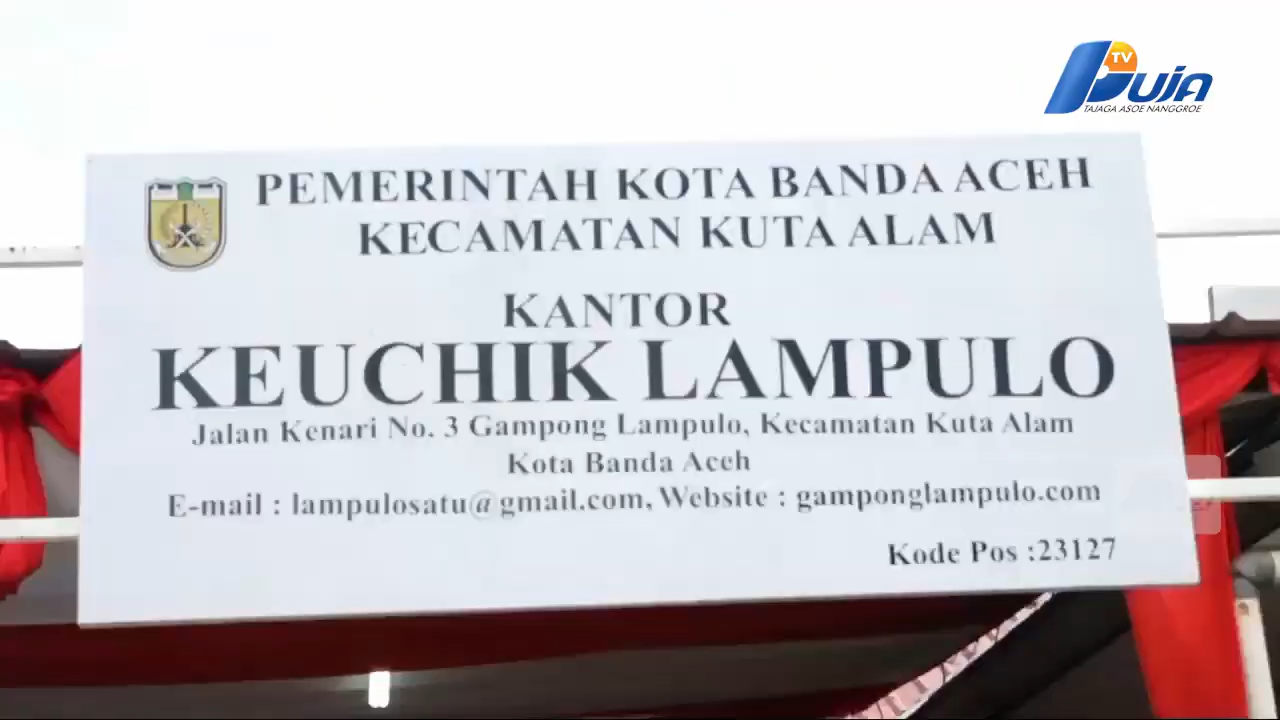 TV
Puja
TAJAGA ASOE NANGGROE
PEMERINTAH KOTA BANDA ACEH
KECAMATAN KUTA ALAM
KANTOR
KEUCHIK LAMPULO
Jalan Kenari No. 3 Gampong Lampulo, Kecamatan Kuta Alam
Kota Banda Aceh
E-mail : lampulosatu@gmail.com, Website : gamponglampulo.com
Kode Pos :23127